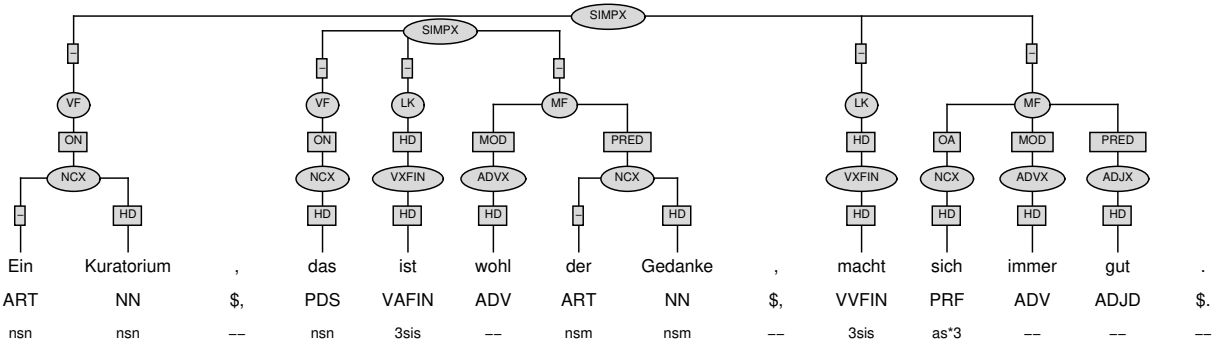 SIMPX
SIMPX
– – – – – –
VF VF LK MF LK MF
ON ON HD MOD PRED HD OA MOD PRED
NCX NCX VXFIN ADVX NCX VXFIN NCX ADVX ADJX
– HD HD HD HD – HD HD HD HD HD
Ein Kuratorium , das ist wohl der Gedanke , macht sich immer gut .
ART NN $, PDS VAFIN ADV ART NN $, VVFIN PRF ADV ADJD $.
nsn nsn −− nsn 3sis −− nsm nsm −− 3sis as*3 −− −− −−